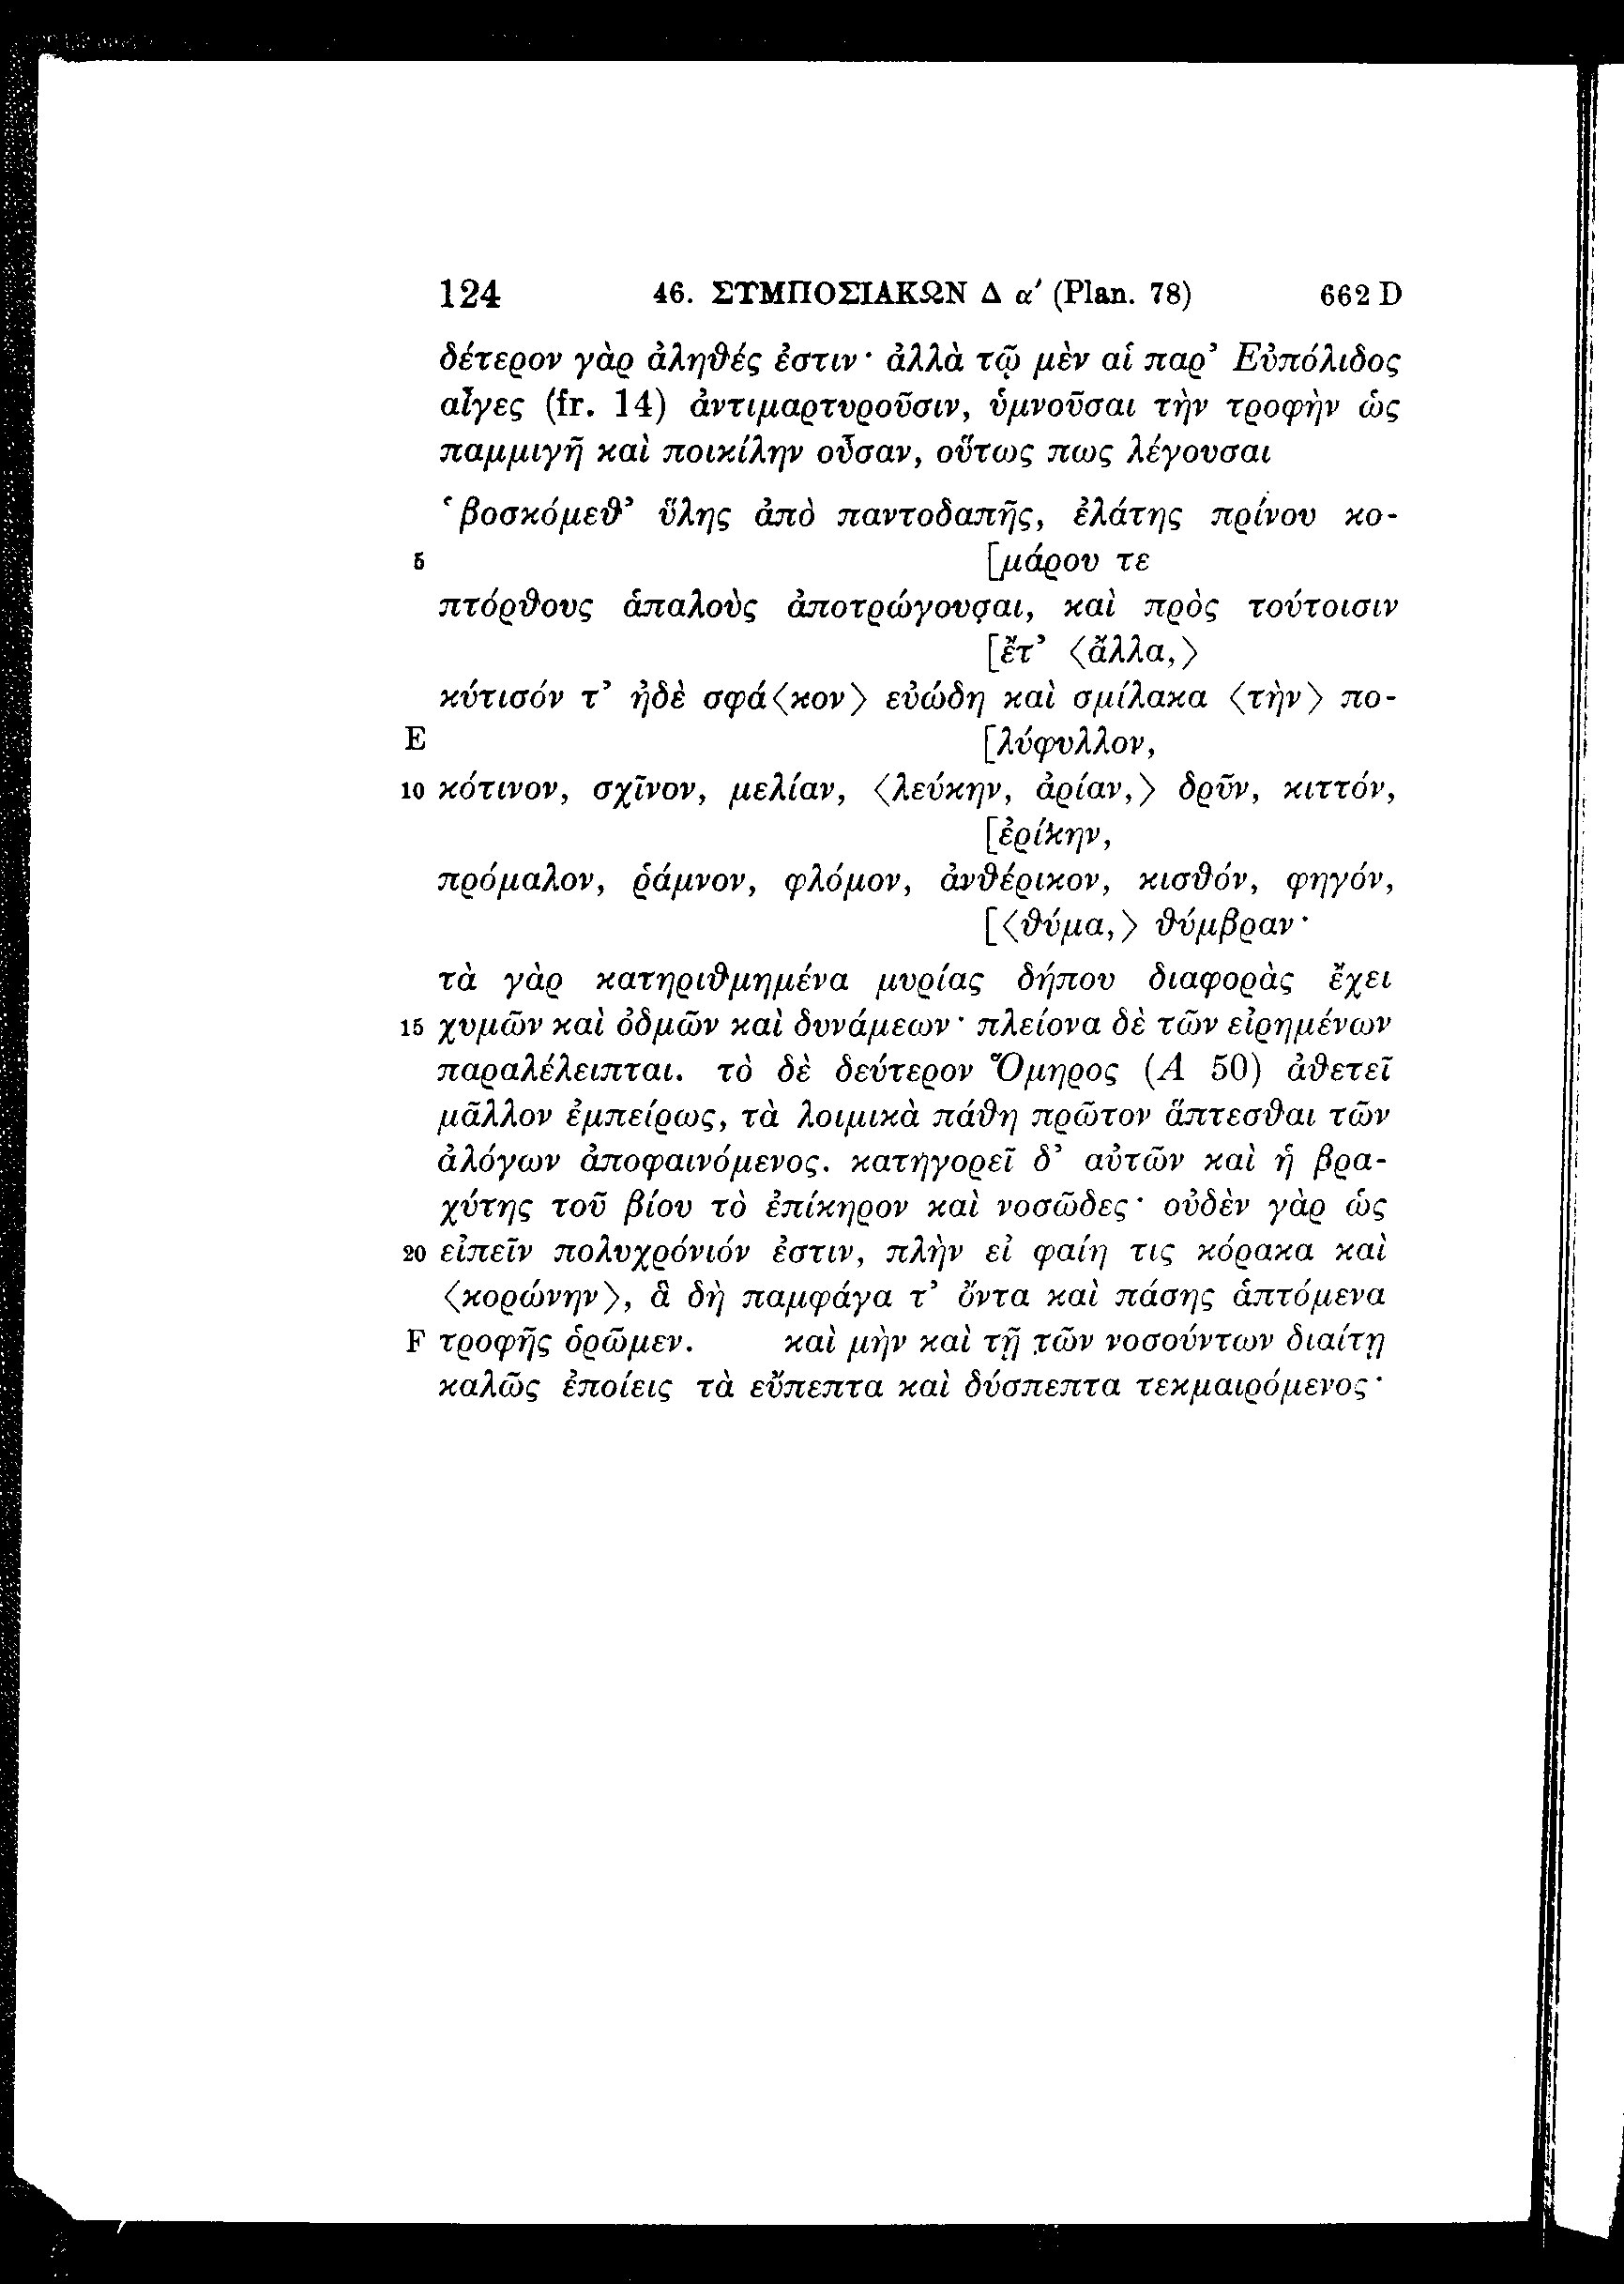 124 46. ΣΥΜΠΟΣΙΑΚΩΝ Δ α′ (Plan. 78) 662 D
δέτερον γὰρ ἀληθές ἐστιν· ἀλλὰ τῷ μὲν αἱ παρ’ Εὐπόλιδος
αἶγες (fr. 14) ἀντιμαρτυροῦσιν, ὑμνοῦσαι τὴν τροφὴν ὡς
παμμιγῆ καὶ ποικίλην οὖσαν, οὕτως πως λέγουσαι
‘βοσκόμεθ’ ὕλης ἀπὸ παντοδαπῆς, ἐλάτης πρίνου κο-
5 [μάρου τε
πτόρθους ἁπαλοὺς ἀποτρώγουσαι, καὶ πρὸς τούτοισιν
[ἔτ’ 〈ἄλλα,〉
κύτισόν τ’ ἠδὲ σφά〈κον〉 εὐώδη καὶ σμίλακα 〈τὴν〉 πο-
E [λύφυλλον,
10 κότινον, σχῖνον, μελίαν, 〈λεύκην, ἀρίαν,〉 δρῦν, κιττόν,
[ἐρίκην,
πρόμαλον, ῥάμνον, φλόμον, ἀνθέρικον, κισθόν, φηγόν,
[〈θύμα,〉 θύμβραν·
τὰ γὰρ κατηριθμημένα μυρίας δήπου διαφορὰς ἔχει
15 χυμῶν καὶ ὀδμῶν καὶ δυνάμεων· πλείονα δὲ τῶν εἰρημένων
παραλέλειπται. τὸ δὲ δεύτερον Ὅμηρος (Α 50) ἀθετεῖ
μᾶλλον ἐμπείρως, τὰ λοιμικὰ πάθη πρῶτον ἅπτεσθαι τῶν
ἀλόγων ἀποφαινόμενος. κατηγορεῖ δ’ αὐτῶν καὶ ἡ βρα-
χύτης τοῦ βίου τὸ ἐπίκηρον καὶ νοσῶδες· οὐδὲν γὰρ ὡς
20 εἰπεῖν πολυχρόνιόν ἐστιν, πλὴν εἰ φαίη τις κόρακα καὶ
〈κορώνην〉, ἃ δὴ παμφάγα τ’ ὄντα καὶ πάσης ἁπτόμενα
F τροφῆς ὁρῶμεν. καὶ μὴν καὶ τῇ τῶν νοσούντων διαίτῃ
καλῶς ἐποίεις τὰ εὔπεπτα καὶ δύσπεπτα τεκμαιρόμενος·